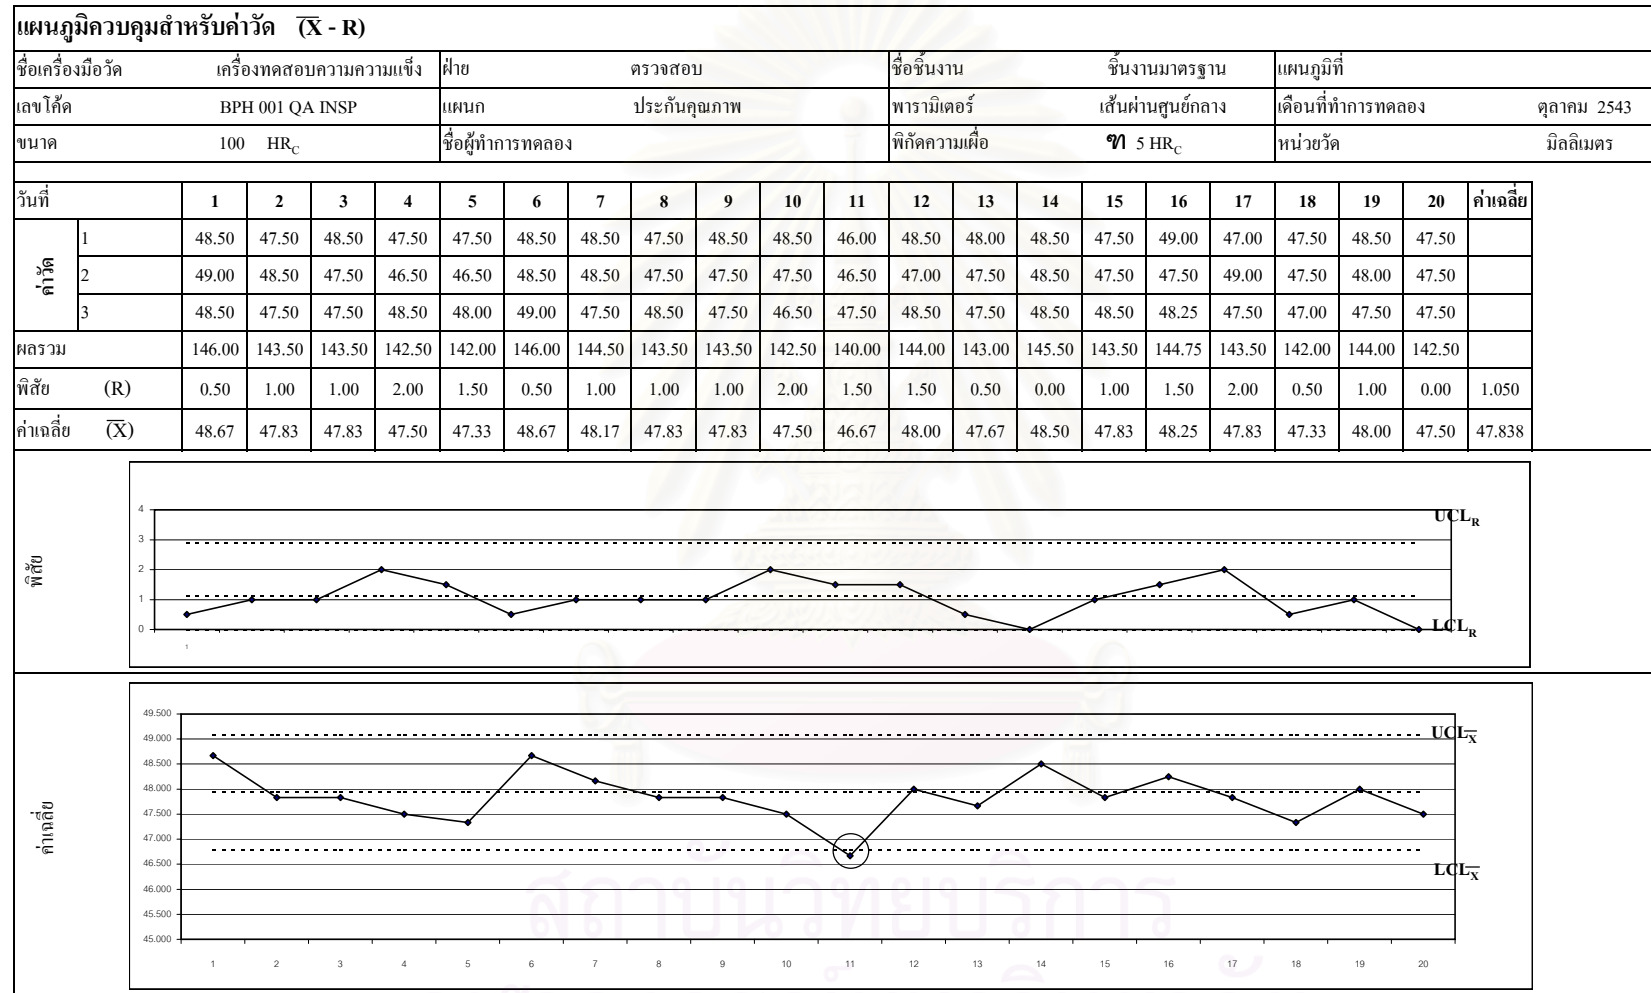 แผนภูมิควบคุมสำหรับค่าวัด (X̅ - R)
ชื่อเครื่องมือวัด เครื่องทดสอบความความแข็ง ฝ่าย ตรวจสอบ ชื่อชิ้นงาน ชิ้นงานมาตรฐาน แผนภูมิที่
เลขโค้ด BPH 001 QA INSP แผนก ประกันคุณภาพ พารามิเตอร์ เส้นผ่านศูนย์กลาง เดือนที่ทำการทดลอง ตุลาคม 2543
ขนาด 100 HRC ชื่อผู้ทำการทดลอง พิกัดความเผื่อ ฑ 5 HRC หน่วยวัด มิลลิเมตร
วันที่ 1 2 3 4 5 6 7 8 9 10 11 12 13 14 15 16 17 18 19 20 ค่าเฉลี่ย
ค่าวัด
1 48.50 47.50 48.50 47.50 47.50 48.50 48.50 47.50 48.50 48.50 46.00 48.50 48.00 48.50 47.50 49.00 47.00 47.50 48.50 47.50
2 49.00 48.50 47.50 46.50 46.50 48.50 48.50 47.50 47.50 47.50 46.50 47.00 47.50 48.50 47.50 47.50 49.00 47.50 48.00 47.50
3 48.50 47.50 47.50 48.50 48.00 49.00 47.50 48.50 47.50 46.50 47.50 48.50 47.50 48.50 48.50 48.25 47.50 47.00 47.50 47.50
ผลรวม 146.00 143.50 143.50 142.50 142.00 146.00 144.50 143.50 143.50 142.50 140.00 144.00 143.00 145.50 143.50 144.75 143.50 142.00 144.00 142.50
พิสัย (R) 0.50 1.00 1.00 2.00 1.50 0.50 1.00 1.00 1.00 2.00 1.50 1.50 0.50 0.00 1.00 1.50 2.00 0.50 1.00 0.00 1.050
ค่าเฉลี่ย (X̅) 48.67 47.83 47.83 47.50 47.33 48.67 48.17 47.83 47.83 47.50 46.67 48.00 47.67 48.50 47.83 48.25 47.83 47.33 48.00 47.50 47.838
พิสัย
4
UCLR
3
2
1
0
LCLR
1
ค่าเฉลี่ย
49.500
49.000
UCLX̅
48.500
48.000
47.500
47.000
46.500
LCLX̅
46.000
45.500
45.000
1 2 3 4 5 6 7 8 9 10 11 12 13 14 15 16 17 18 19 20
สถาบันวิทยบริการ